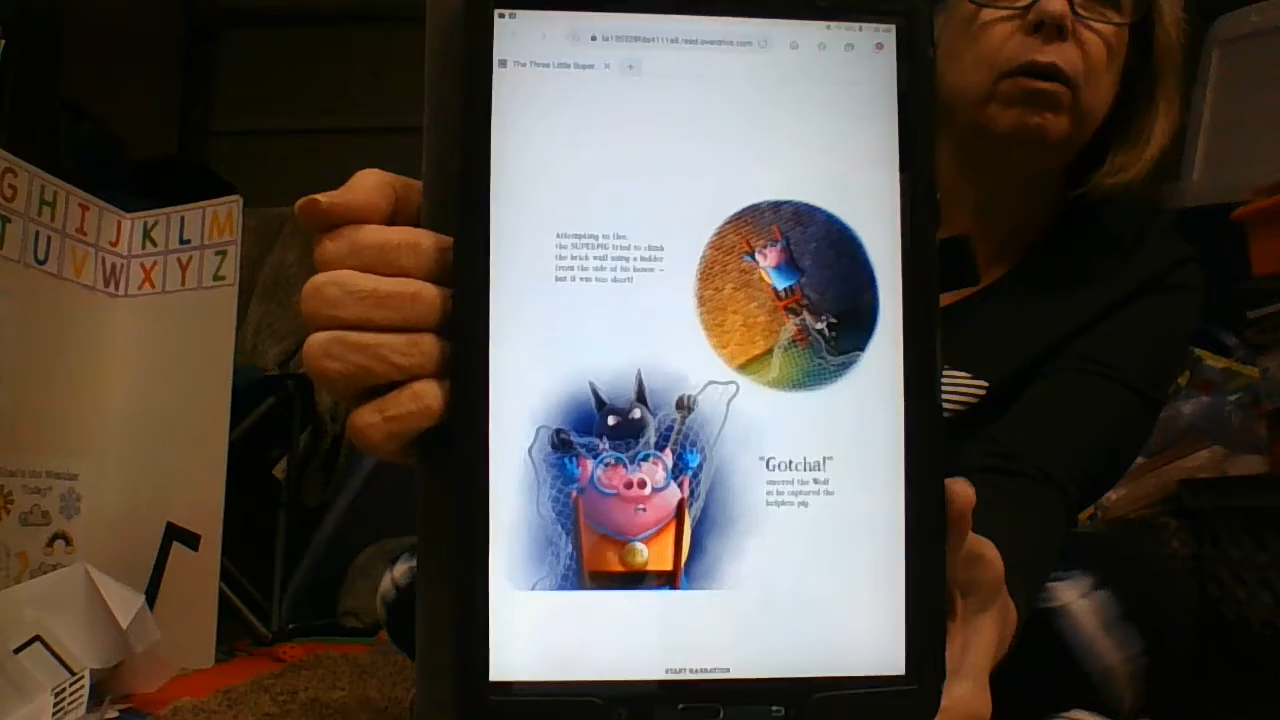 The Three Little Super
Attempting to flee,
the SUPERPIG tried to climb
the brick wall using a ladder
from the side of his house –
but it was too short!
"Gotcha!"
sneered the Wolf
as he captured the
helpless pig.
START NARRATION
G H I J K L M
T U V W X Y Z
Today?